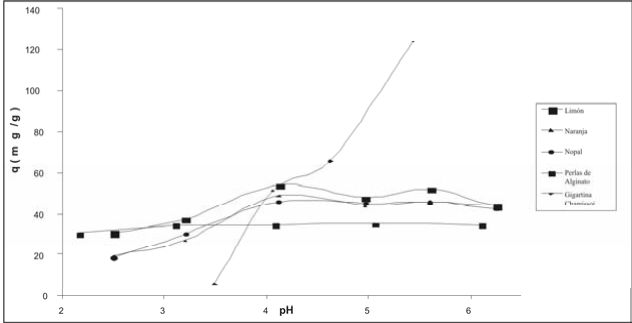 140
120
100
80
60
40
20
0
q ( m g /g )
2
3
4
pH
5
6
Limón
Naranja
Nopal
Perlas de
Alginato
Gigartina
Chamissoi